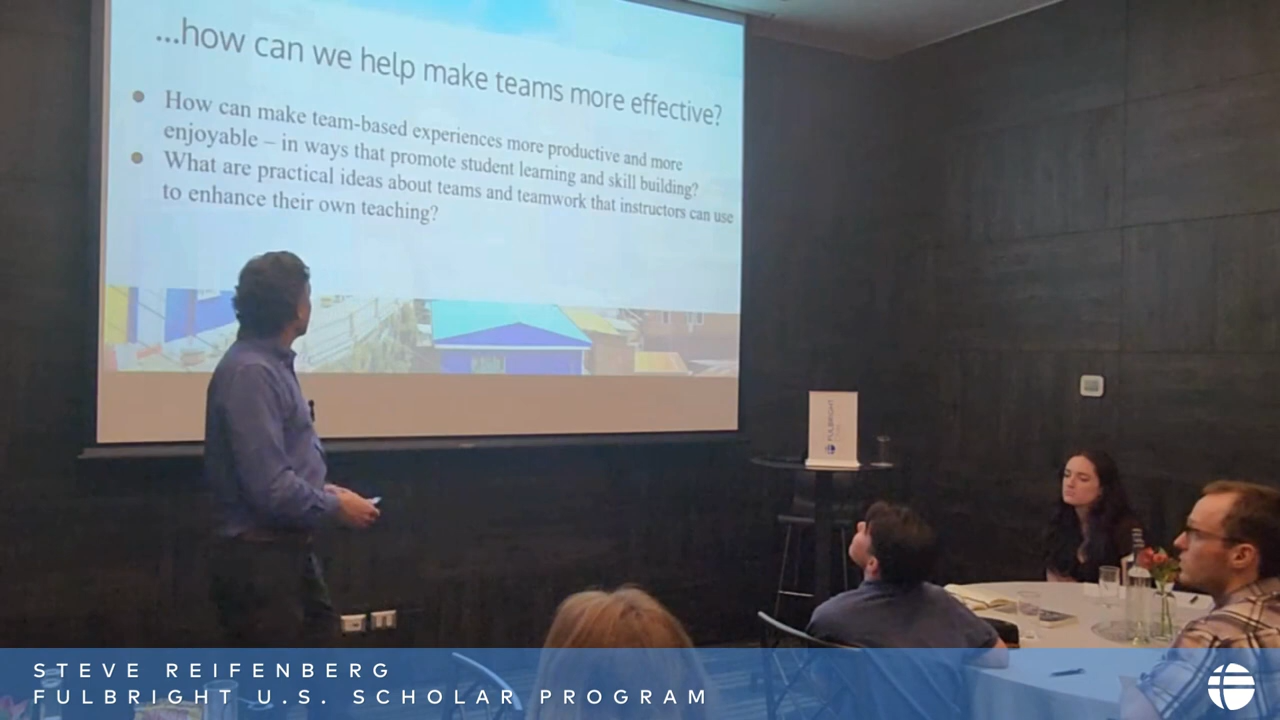 ...how can we help make teams more effective?
● How can make team-based experiences more productive and more
enjoyable – in ways that promote student learning and skill building?
● What are practical ideas about teams and teamwork that instructors can use
to enhance their own teaching?
FULBRIGHT
STEVE REIFENBERG
FULBRIGHT U.S. SCHOLAR PROGRAM